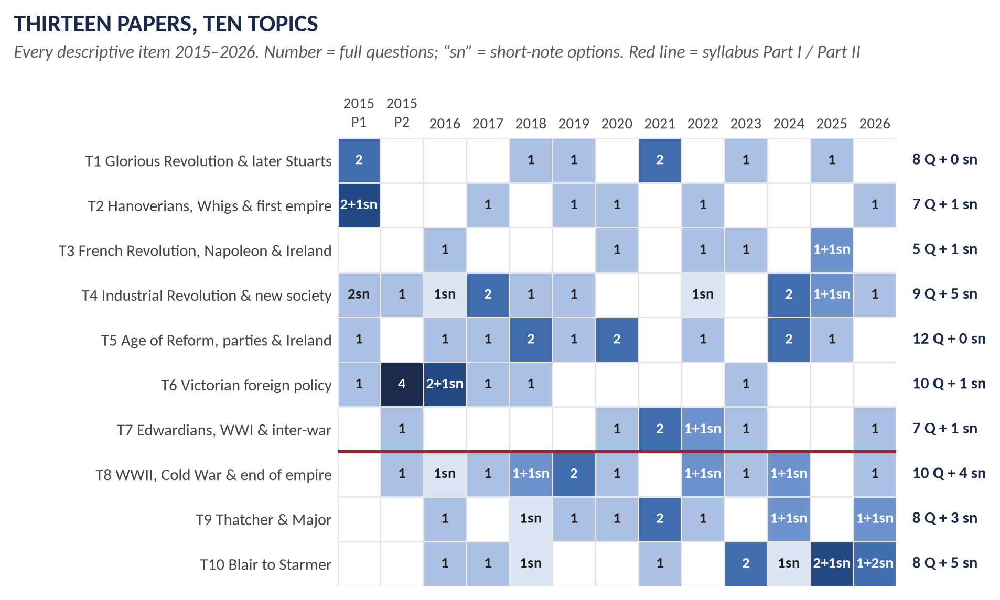 THIRTEEN PAPERS, TEN TOPICS
Every descriptive item 2015–2026. Number = full questions; “sn” = short-note options. Red line = syllabus Part I / Part II
2015 2015
P1 P2 2016 2017 2018 2019 2020 2021 2022 2023 2024 2025 2026
T1 Glorious Revolution & later Stuarts 2 1 1 2 1 1 8 Q + 0 sn
T2 Hanoverians, Whigs & first empire 2+1sn 1 1 1 1 1 7 Q + 1 sn
T3 French Revolution, Napoleon & Ireland 1 1 1 1 1+1sn 5 Q + 1 sn
T4 Industrial Revolution & new society 2sn 1 1sn 2 1 1 1sn 2 1+1sn 1 9 Q + 5 sn
T5 Age of Reform, parties & Ireland 1 1 1 2 1 2 1 2 1 12 Q + 0 sn
T6 Victorian foreign policy 1 4 2+1sn 1 1 1 10 Q + 1 sn
T7 Edwardians, WWI & inter-war 1 1 2 1+1sn 1 1 7 Q + 1 sn
T8 WWII, Cold War & end of empire 1 1sn 1 1+1sn 2 1 1+1sn 1 1+1sn 1 10 Q + 4 sn
T9 Thatcher & Major 1 1sn 1 1 2 1 1+1sn 1+1sn 8 Q + 3 sn
T10 Blair to Starmer 1 1 1sn 1 2 1sn 2+1sn 1+2sn 8 Q + 5 sn